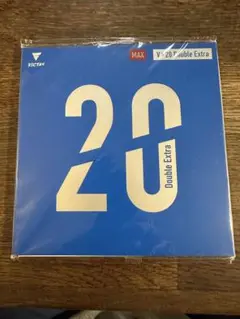 VICTAS
MAX
V>20 Double Extra
20
Double Extra